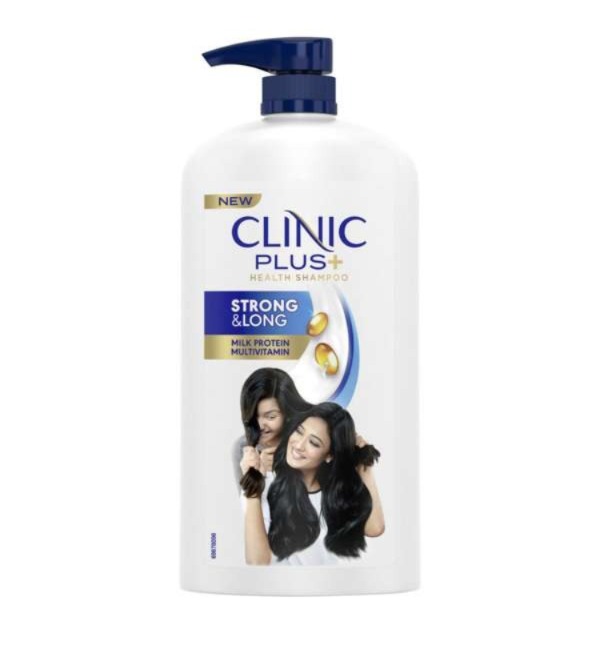 NEW
CLINIC
PLUS+
HEALTH SHAMPOO
STRONG
&LONG
MILK PROTEIN
MULTIVITAMIN